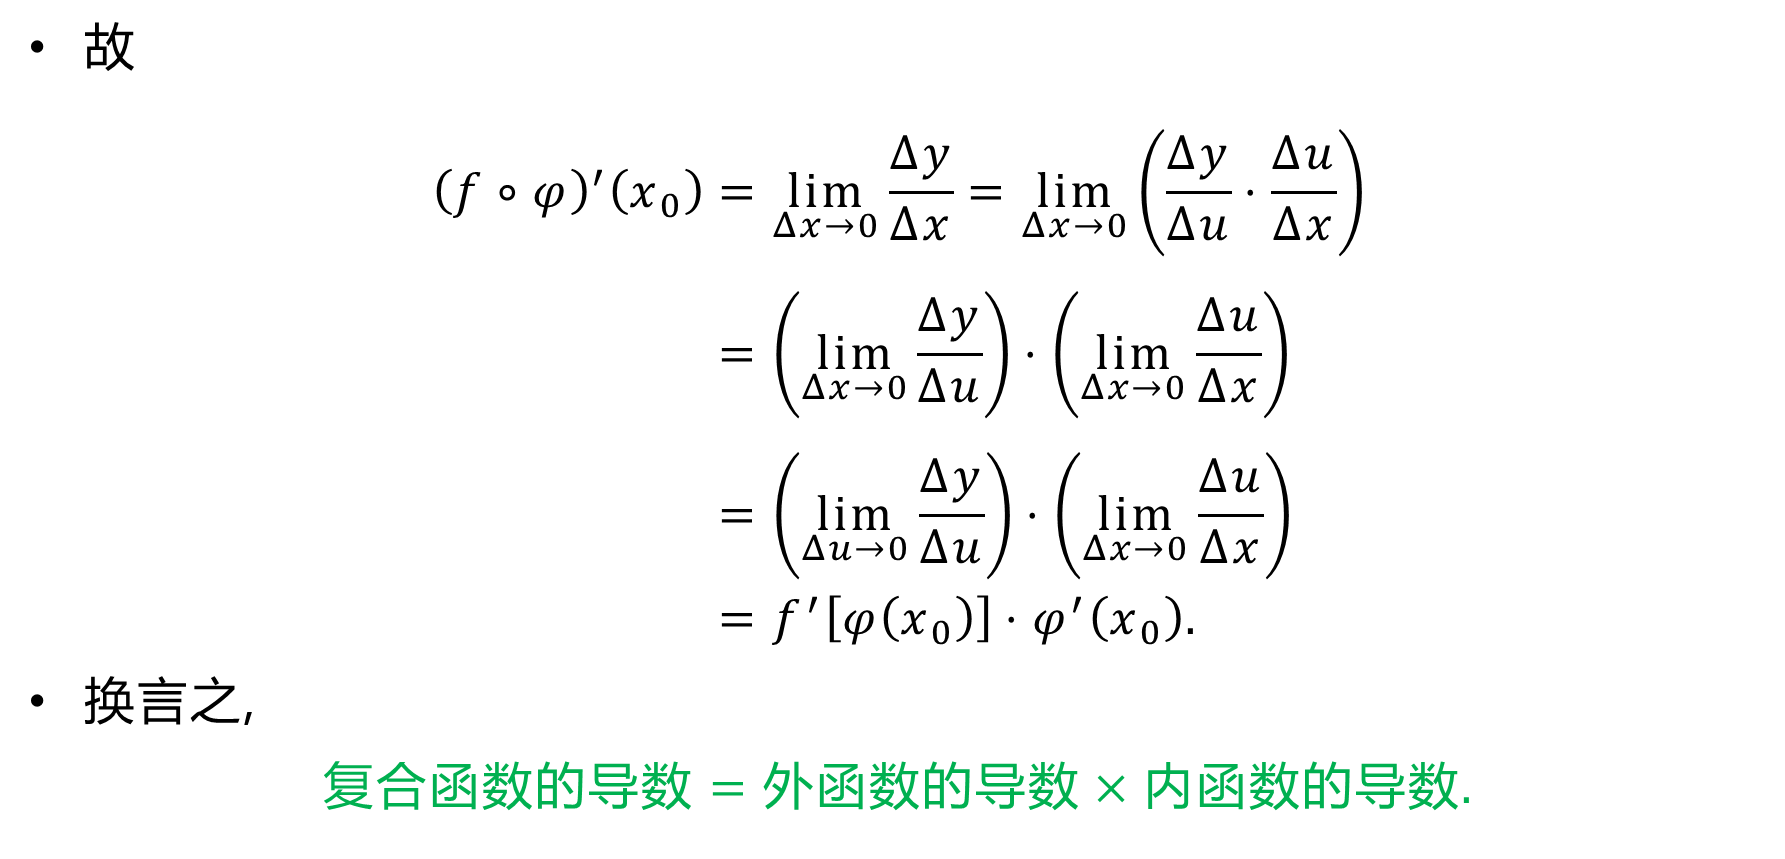 • 故
(f ∘ φ)′(x₀) = lim_{Δx→0} Δy/Δx = lim_{Δx→0} (Δy/Δu · Δu/Δx)
= (lim_{Δx→0} Δy/Δu) · (lim_{Δx→0} Δu/Δx)
= (lim_{Δu→0} Δy/Δu) · (lim_{Δx→0} Δu/Δx)
= f′[φ(x₀)] · φ′(x₀).
• 换言之,
复合函数的导数 = 外函数的导数 × 内函数的导数.